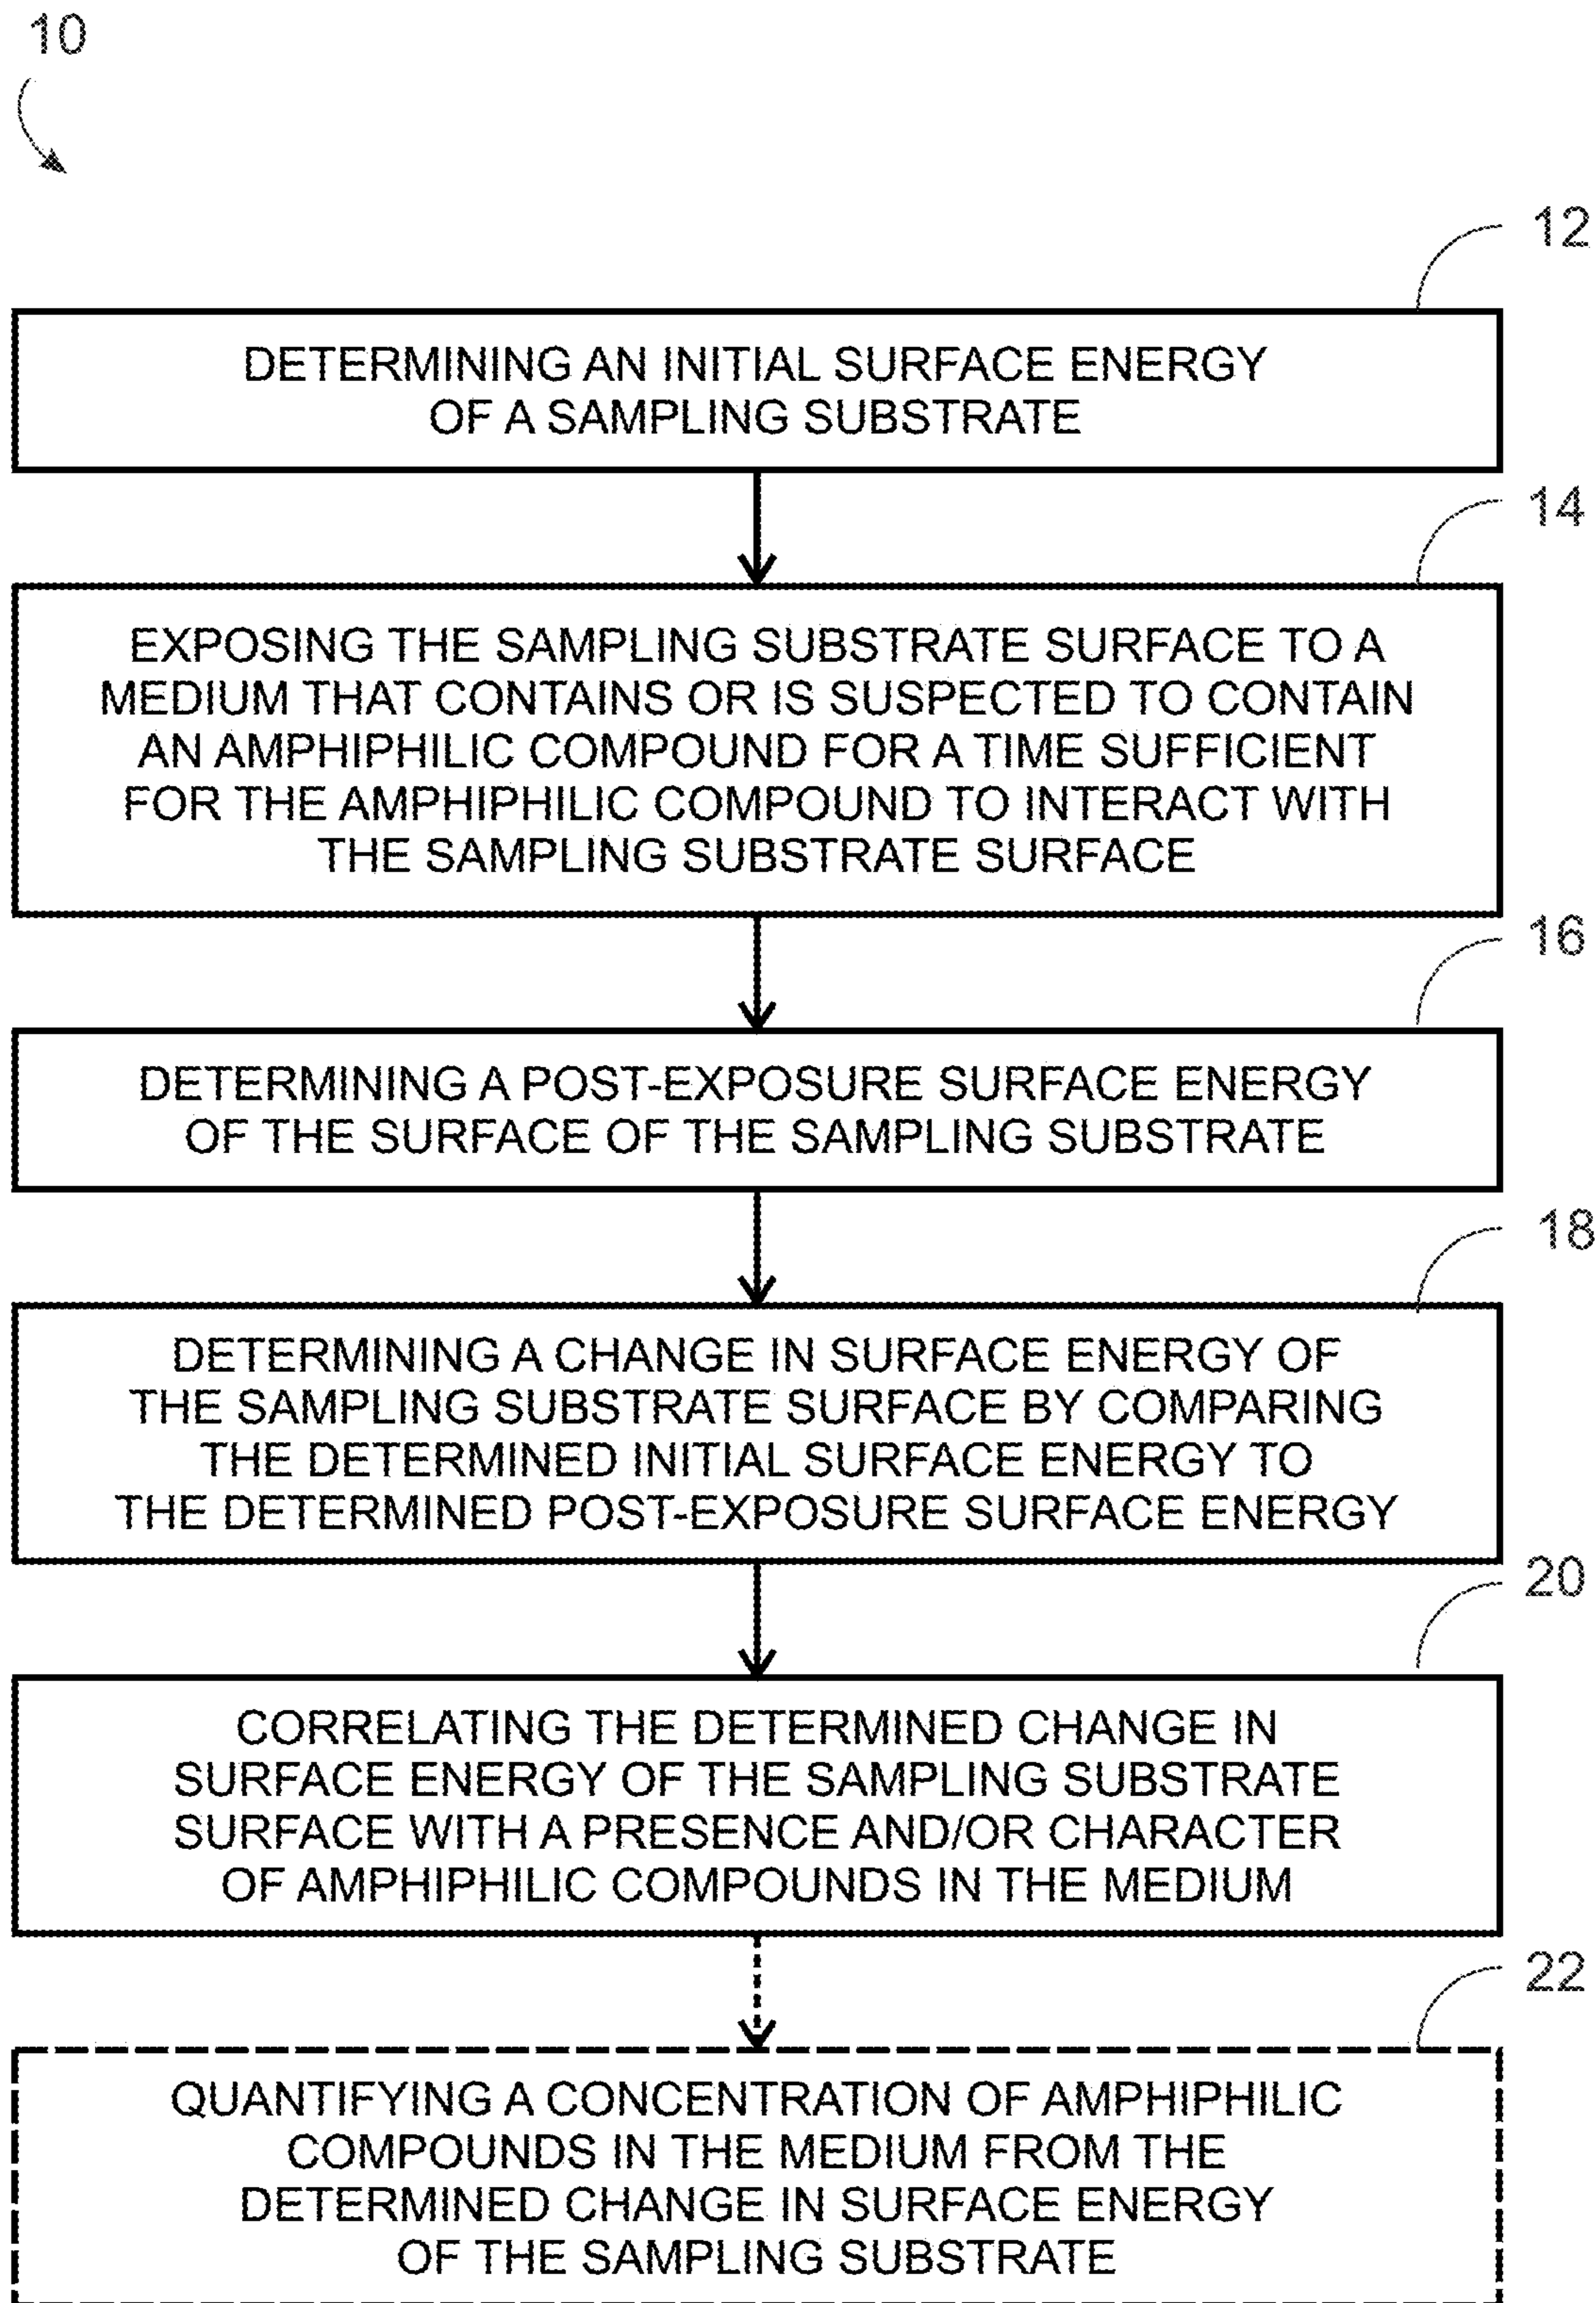 10
12
DETERMINING AN INITIAL SURFACE ENERGY
OF A SAMPLING SUBSTRATE
14
EXPOSING THE SAMPLING SUBSTRATE SURFACE TO A
MEDIUM THAT CONTAINS OR IS SUSPECTED TO CONTAIN
AN AMPHIPHILIC COMPOUND FOR A TIME SUFFICIENT
FOR THE AMPHIPHILIC COMPOUND TO INTERACT WITH
THE SAMPLING SUBSTRATE SURFACE
16
DETERMINING A POST-EXPOSURE SURFACE ENERGY
OF THE SURFACE OF THE SAMPLING SUBSTRATE
18
DETERMINING A CHANGE IN SURFACE ENERGY OF
THE SAMPLING SUBSTRATE SURFACE BY COMPARING
THE DETERMINED INITIAL SURFACE ENERGY TO
THE DETERMINED POST-EXPOSURE SURFACE ENERGY
20
CORRELATING THE DETERMINED CHANGE IN
SURFACE ENERGY OF THE SAMPLING SUBSTRATE
SURFACE WITH A PRESENCE AND/OR CHARACTER
OF AMPHIPHILIC COMPOUNDS IN THE MEDIUM
22
QUANTIFYING A CONCENTRATION OF AMPHIPHILIC
COMPOUNDS IN THE MEDIUM FROM THE
DETERMINED CHANGE IN SURFACE ENERGY
OF THE SAMPLING SUBSTRATE